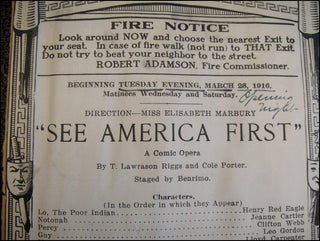 FIRE NOTICE
Look around NOW and choose the nearest Exit to
your seat. In case of fire walk (not run) to THAT Exit.
Do not try to beat your neighbor to the street.
ROBERT ADAMSON, Fire Commissioner.
BEGINNING TUESDAY EVENING, MARCH 28, 1916.
Matinees Wednesday and Saturday.
Opening
night
DIRECTION—MISS ELISABETH MARBURY
"SEE AMERICA FIRST"
A Comic Opera
By T. Lawrason Riggs and Cole Porter.
Staged by Benrimo.
Characters.
(In the Order in which they Appear)
Lo, The Poor Indian Henry Red Eagle
Notonah Jeanne Cartier
Percy Clifton Webb
Guy Leo Gordon
Lloyd Carpenter